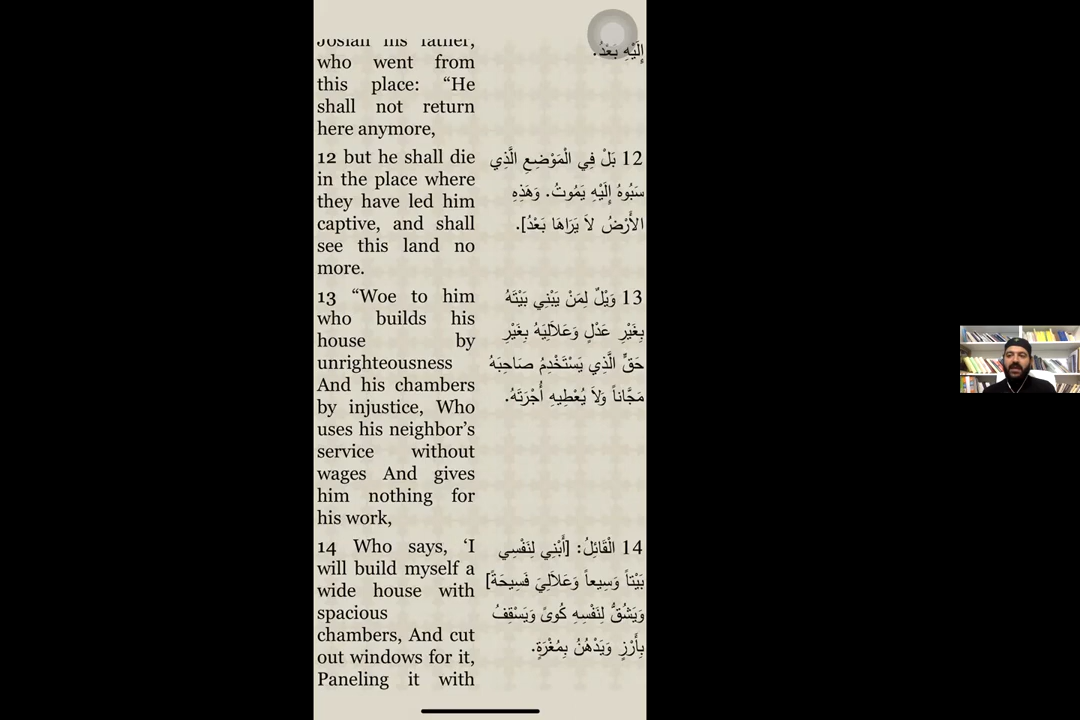 Josiah his father,
who went from
this place: “He
shall not return
here anymore,
إِلَيْهِ بَعْدُ.
12 but he shall die
in the place where
they have led him
captive, and shall
see this land no
more.
12 بَلْ فِي الْمَوْضِعِ الَّذِي
سَبُوهُ إِلَيْهِ يَمُوتُ. وَهَذِهِ
الأَرْضُ لاَ يَرَاهَا بَعْدُ].
13 “Woe to him
who builds his
house by
unrighteousness
And his chambers
by injustice, Who
uses his neighbor’s
service without
wages And gives
him nothing for
his work,
13 وَيْلٌ لِمَنْ يَبْنِي بَيْتَهُ
بِغَيْرِ عَدْلٍ وَعَلاَلِيَهُ بِغَيْرِ
حَقٍّ الَّذِي يَسْتَخْدِمُ صَاحِبَهُ
مَجَّاناً وَلاَ يُعْطِيهِ أُجْرَتَهُ.
14 Who says, ‘I
will build myself a
wide house with
spacious
chambers, And cut
out windows for it,
Paneling it with
14 الْقَائِلُ: [أَبْنِي لِنَفْسِي
بَيْتاً وَسِيعاً وَعَلاَلِيَ فَسِيحَةً]
وَيَشُقُّ لِنَفْسِهِ كُوىً وَيَسْقِفُ
بِأَرْزٍ وَيَدْهُنُ بِمُغْرَةٍ.